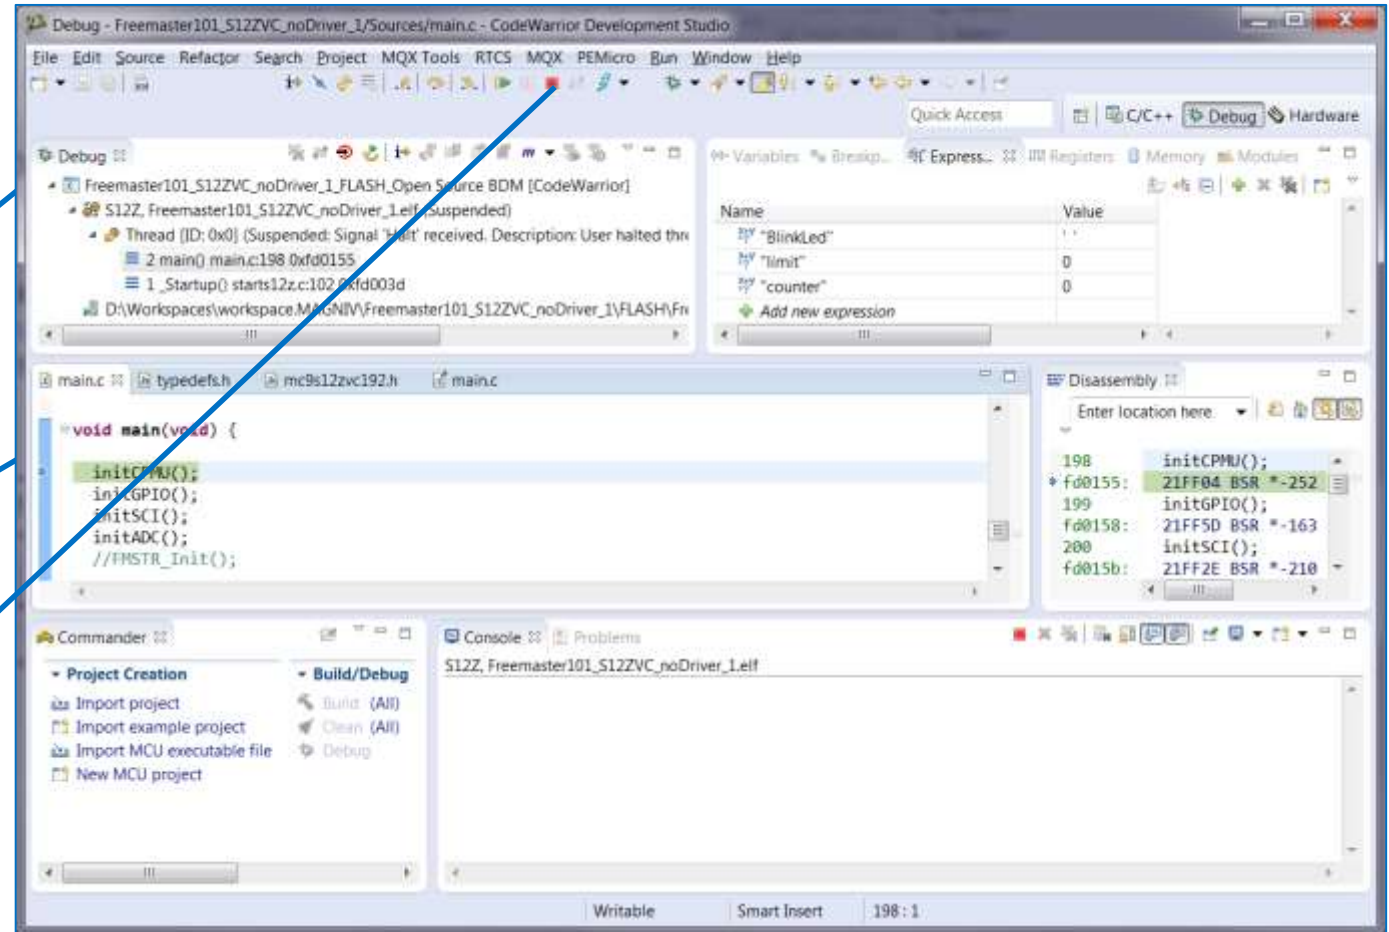 Debug - Freemaster101_S12ZVC_noDriver_1/Sources/main.c - CodeWarrior Development Studio
File Edit Source Refactor Search Project MQX Tools RTCS MQX PEMicro Run Window Help
Quick Access C/C++ Debug Hardware
Debug
Freemaster101_S12ZVC_noDriver_1_FLASH_Open Source BDM [CodeWarrior]
S12Z, Freemaster101_S12ZVC_noDriver_1.elf (Suspended)
Thread [ID: 0x0] (Suspended: Signal 'Halt' received. Description: User halted thre
2 main() main.c:198 0xfd0155
1 _Startup() starts12z.c:102 0xfd003d
D:\Workspaces\workspace.MAGNIV\Freemaster101_S12ZVC_noDriver_1\FLASH\Fr
Variables Breakp... Express... Registers Memory Modules
Name Value
"BlinkLed" ' '
"limit" 0
"counter" 0
Add new expression
main.c typedefs.h mc9s12zvc192.h main.c
void main(void) {
initCPMU();
initGPIO();
initSCI();
initADC();
//FMSTR_Init();
Disassembly
Enter location here
198 initCPMU();
fd0155: 21FF04 BSR *-252
199 initGPIO();
fd0158: 21FF5D BSR *-163
200 initSCI();
fd015b: 21FF2E BSR *-210
Commander
Project Creation Build/Debug
Import project Build (All)
Import example project Clean (All)
Import MCU executable file Debug
New MCU project
Console Problems
S12Z, Freemaster101_S12ZVC_noDriver_1.elf
Writable Smart Insert 198 : 1